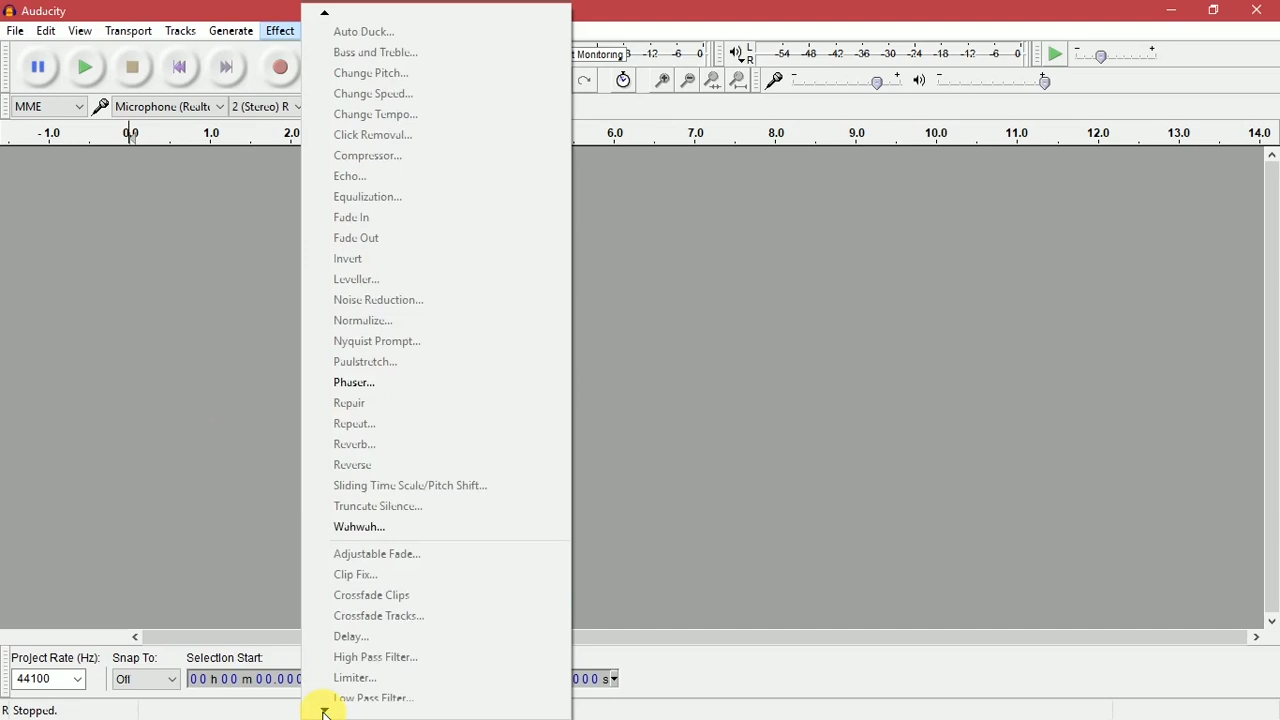 Audacity
File Edit View Transport Tracks Generate Effect
t Monitoring 3 -12 -6 0
L
R
-54 -48 -42 -36 -30 -24 -18 -12 -6 0
MME
Microphone (Realt
2 (Stereo) R
-1.0 0.0 1.0 2.0 6.0 7.0 8.0 9.0 10.0 11.0 12.0 13.0 14.0
Auto Duck...
Bass and Treble...
Change Pitch...
Change Speed...
Change Tempo...
Click Removal...
Compressor...
Echo...
Equalization...
Fade In
Fade Out
Invert
Leveller...
Noise Reduction...
Normalize...
Nyquist Prompt...
Paulstretch...
Phaser...
Repair
Repeat...
Reverb...
Reverse
Sliding Time Scale/Pitch Shift...
Truncate Silence...
Wahwah...
Adjustable Fade...
Clip Fix...
Crossfade Clips
Crossfade Tracks...
Delay...
High Pass Filter...
Limiter...
Low Pass Filter...
Project Rate (Hz): Snap To: Selection Start:
44100 Off 00 h 00 m 00.000 000 s
R Stopped.